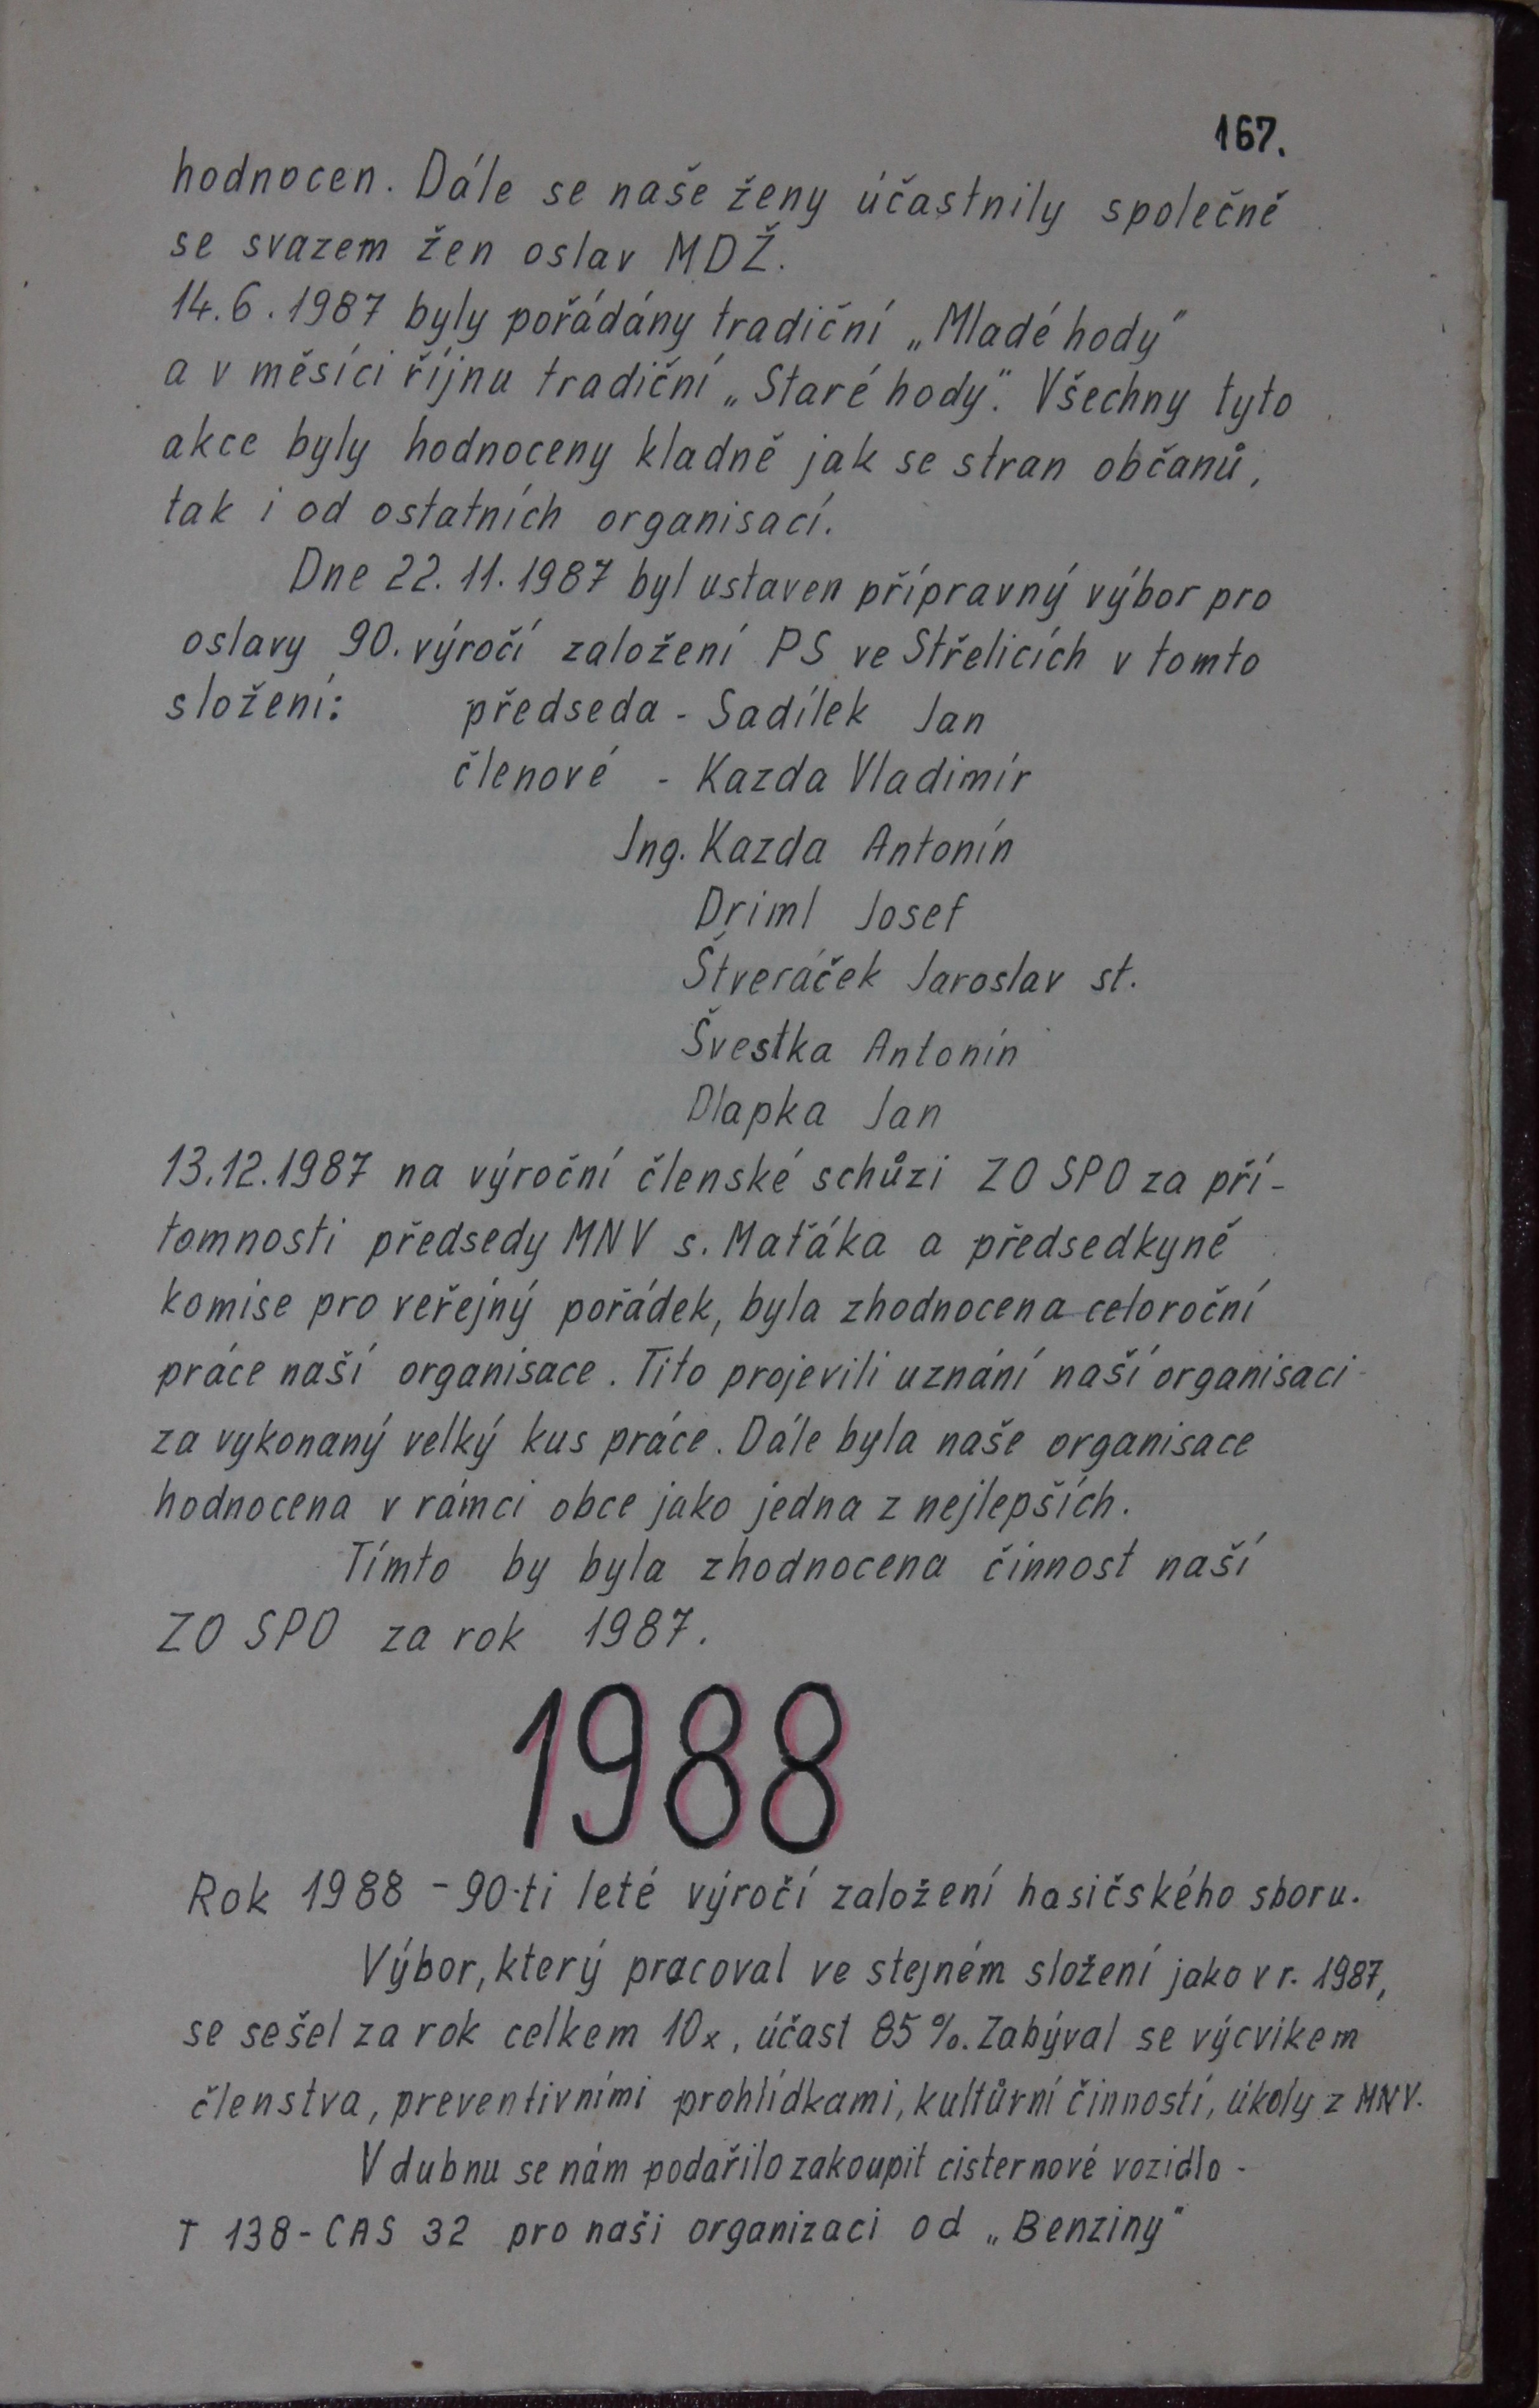 167.
hodnocen. Dále se naše ženy účastnily společně
se svazem žen oslav MDŽ.
14.6.1987 byly pořádány tradiční „Mladé hody"
a v měsíci říjnu tradiční „Staré hody". Všechny tyto
akce byly hodnoceny kladně jak se stran občanů,
tak i od ostatních organisací.
Dne 22.11.1987 byl ustaven přípravný výbor pro
oslavy 90. výročí založení PS ve Střelicích v tomto
složení: předseda - Sadílek Jan
členové - Kazda Vladimír
Ing. Kazda Antonín
Driml Josef
Štveráček Jaroslav st.
Švestka Antonín
Dlapka Jan
13.12.1987 na výroční členské schůzi ZO SPO za pří-
tomnosti předsedy MNV s. Maťáka a předsedkyně
komise pro veřejný pořádek, byla zhodnocena celoroční
práce naší organisace. Tito projevili uznání naší organisaci
za vykonaný velký kus práce. Dále byla naše organisace
hodnocena v rámci obce jako jedna z nejlepších.
Tímto by byla zhodnocena činnost naší
ZO SPO za rok 1987.
1988
Rok 1988 - 90-ti leté výročí založení hasičského sboru.
Výbor, který pracoval ve stejném složení jako v r. 1987,
se sešel za rok celkem 10x, účast 85%. Zabýval se výcvikem
členstva, preventivními prohlídkami, kultůrní činností, úkoly z MNV.
V dubnu se nám podařilo zakoupit cisternové vozidlo -
T 138 - CAS 32 pro naši organizaci od „Benziny"